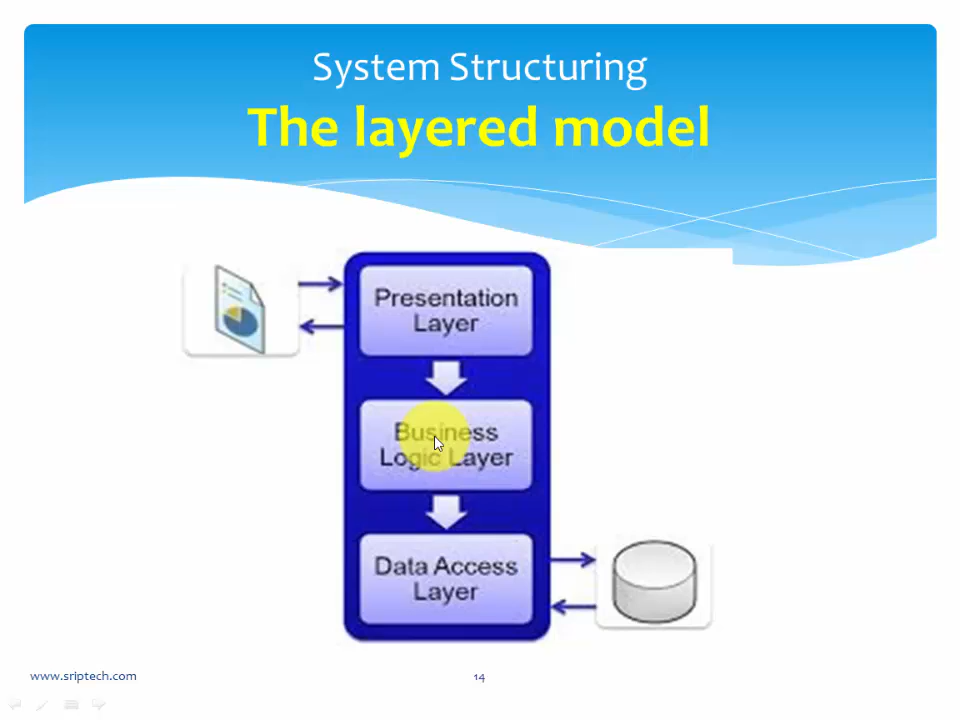 System Structuring
The layered model
Presentation
Layer
Business
Logic Layer
Data Access
Layer
www.sriptech.com
14